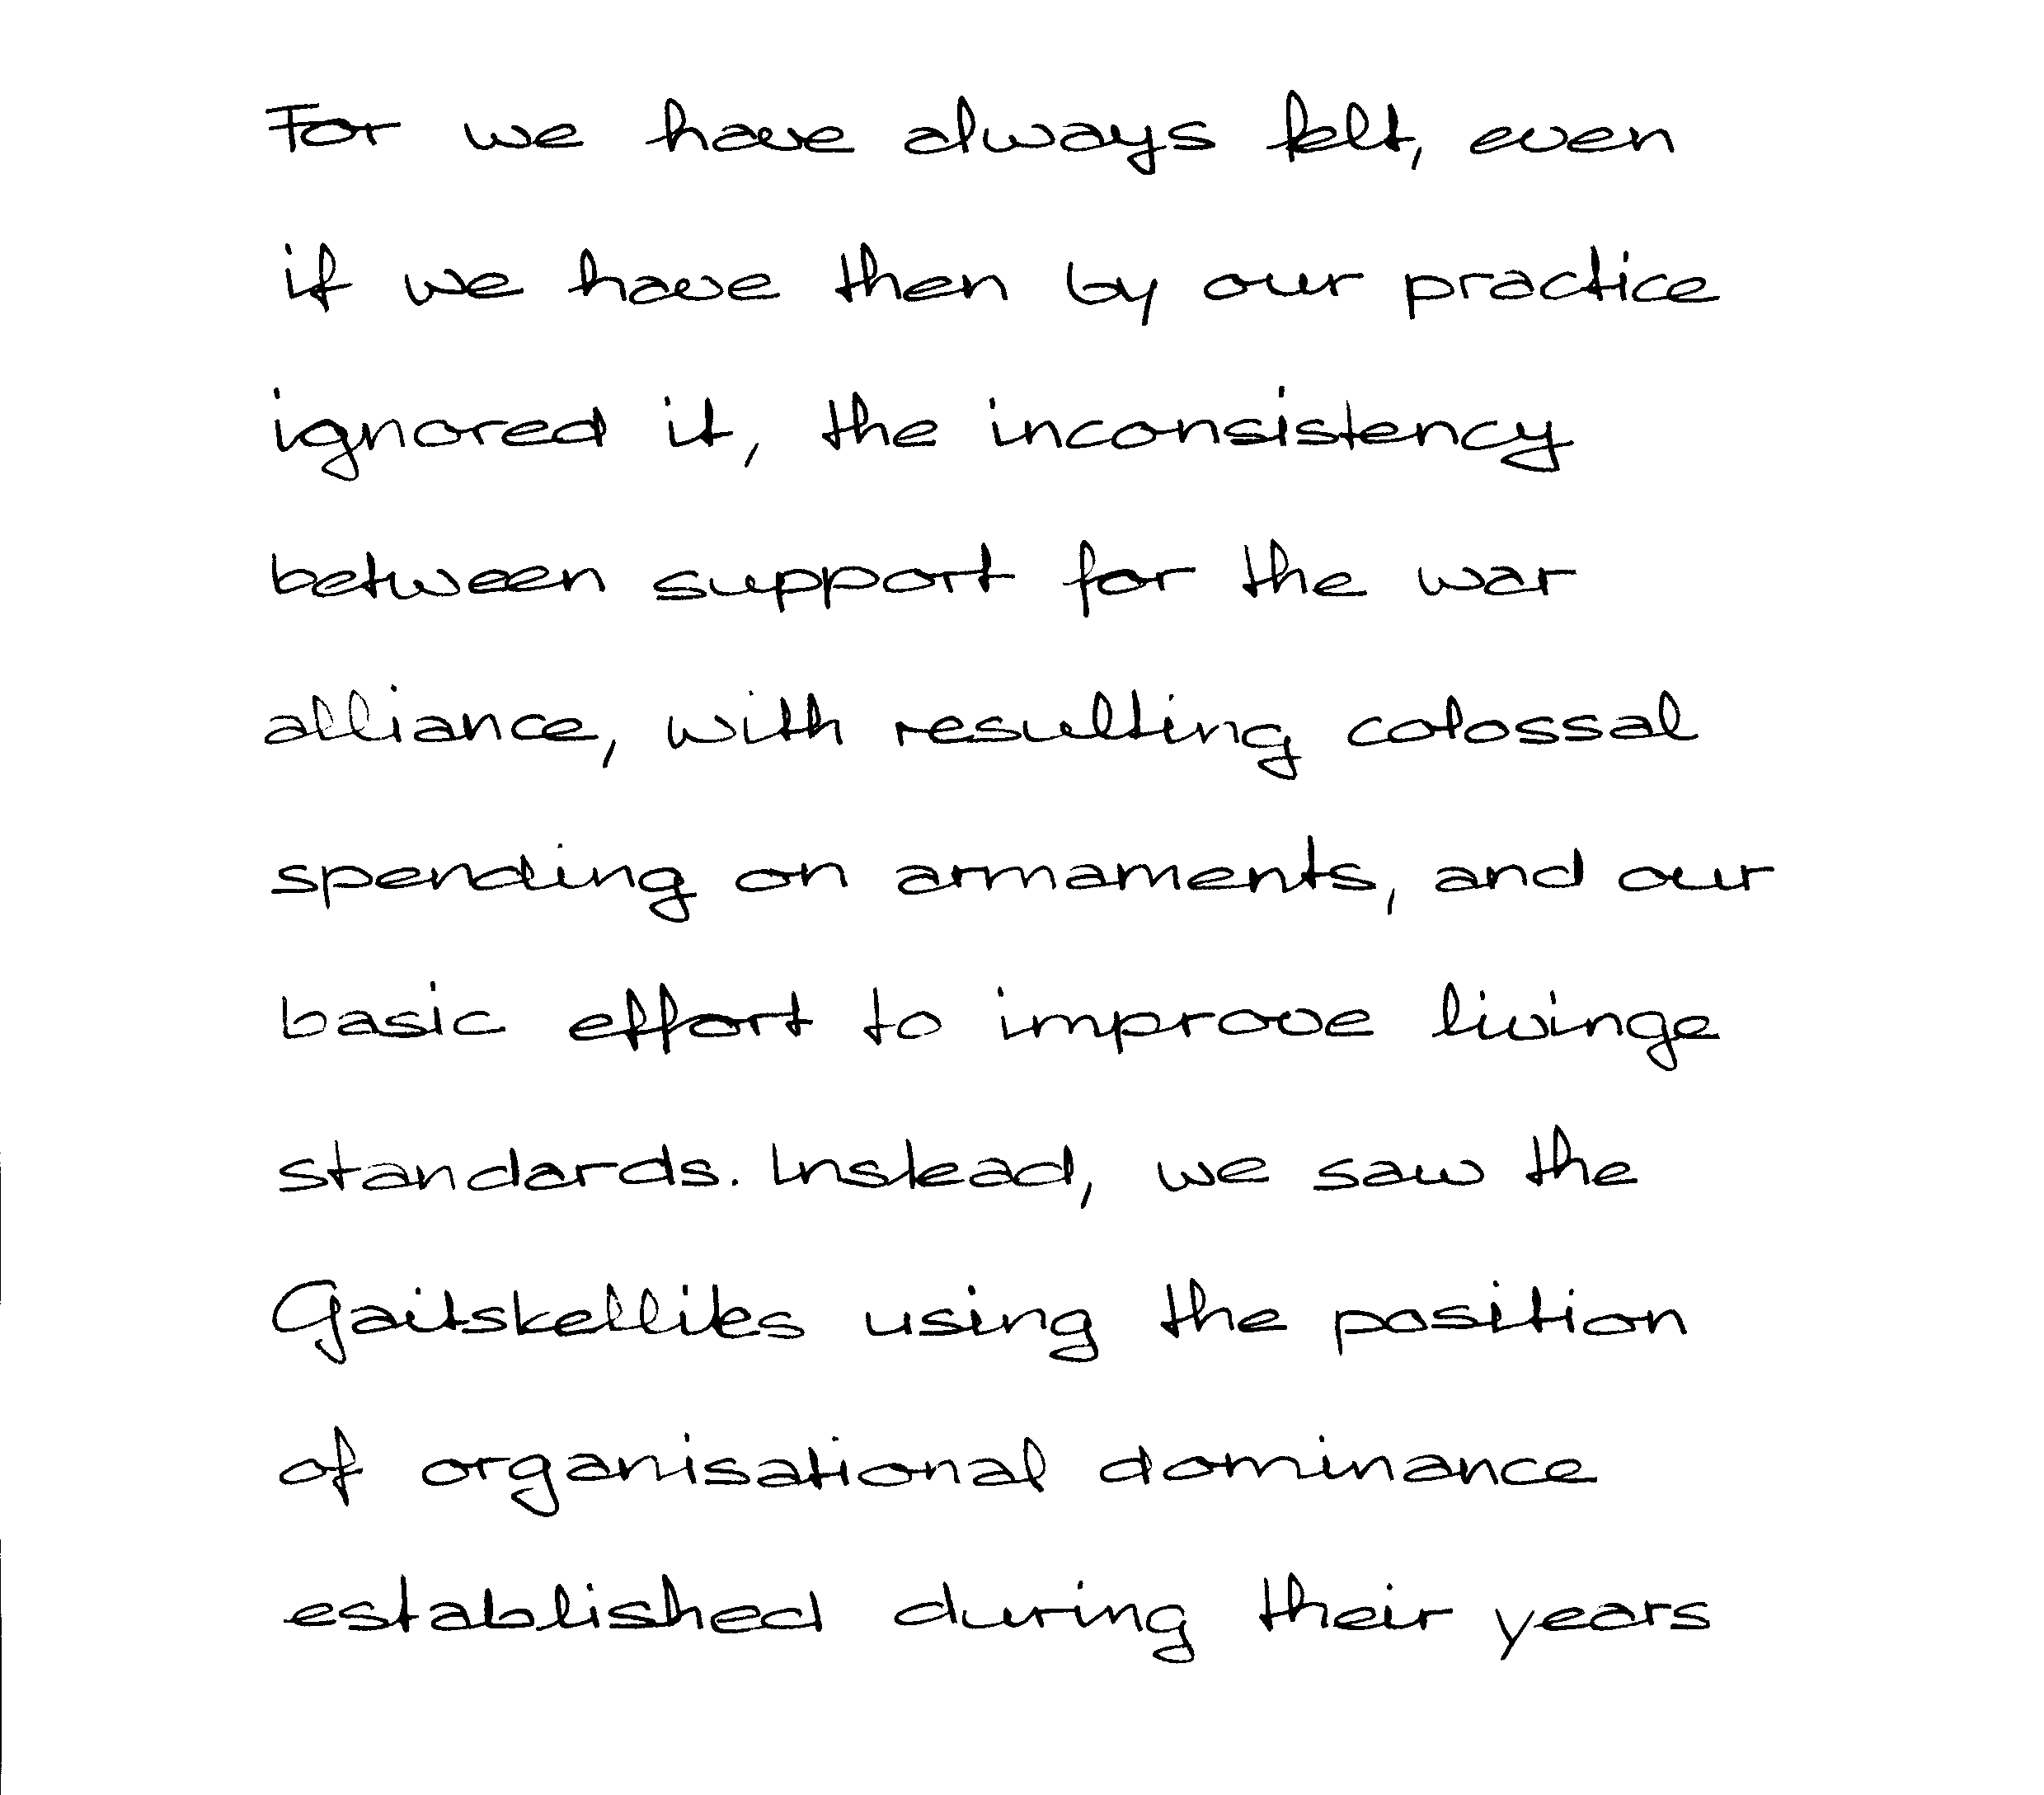 For we have always felt, even
if we have then by our practice
ignored it, the inconsistency
between support for the war
alliance, with resulting colossal
spending on armaments, and our
basic effort to improve livinge
standards. Instead, we saw the
Gaitskellites using the position
of organisational dominance
established during their years